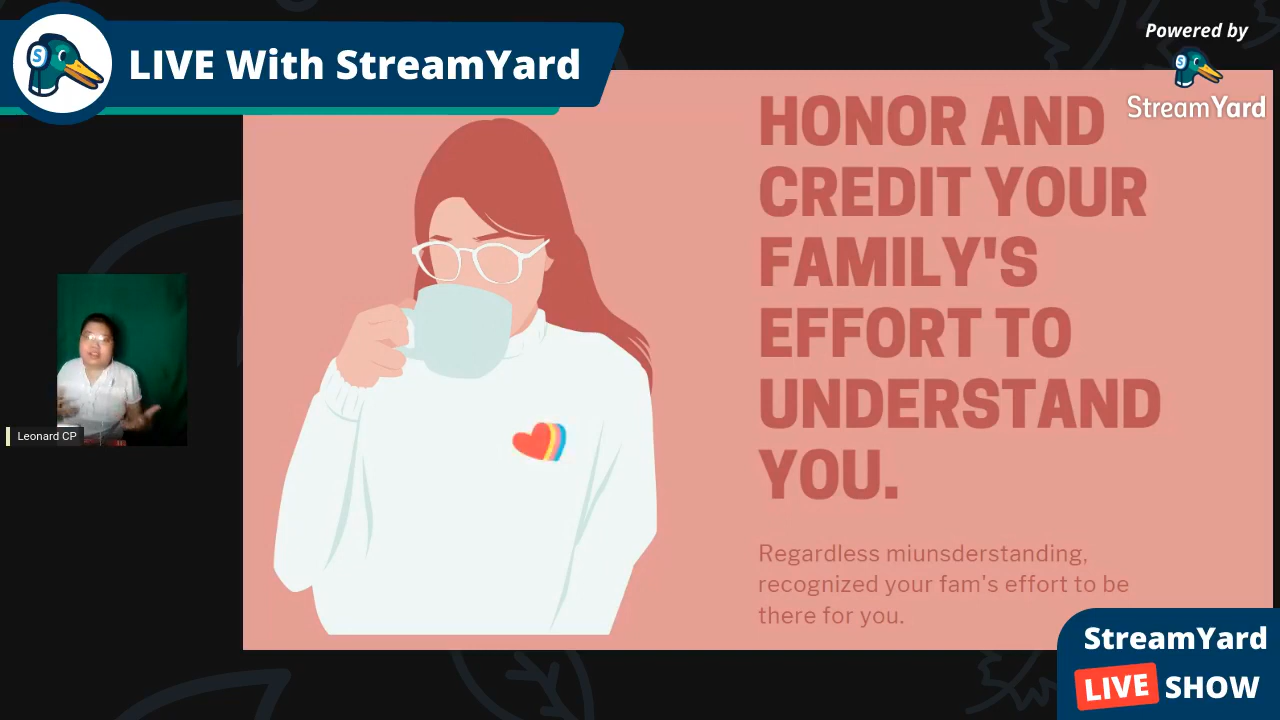 LIVE With StreamYard
Powered by
StreamYard
HONOR AND
CREDIT YOUR
FAMILY'S
EFFORT TO
UNDERSTAND
YOU.
Regardless miunsderstanding,
recognized your fam's effort to be
there for you.
Leonard CP
StreamYard
LIVE SHOW